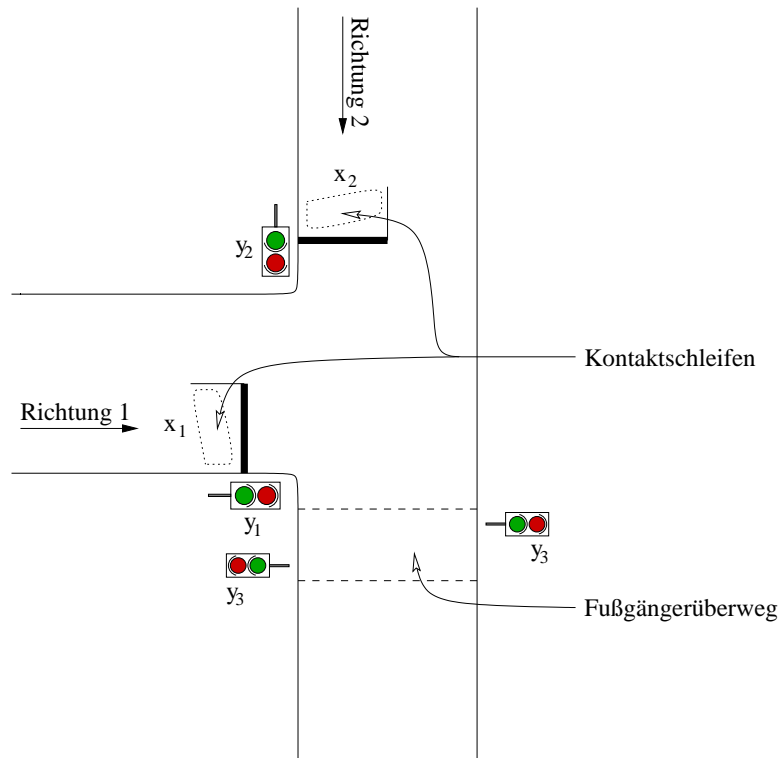 Richtung 2
x2
y2
Kontaktschleifen
Richtung 1
x1
y1
y3
y3
Fußgängerüberweg